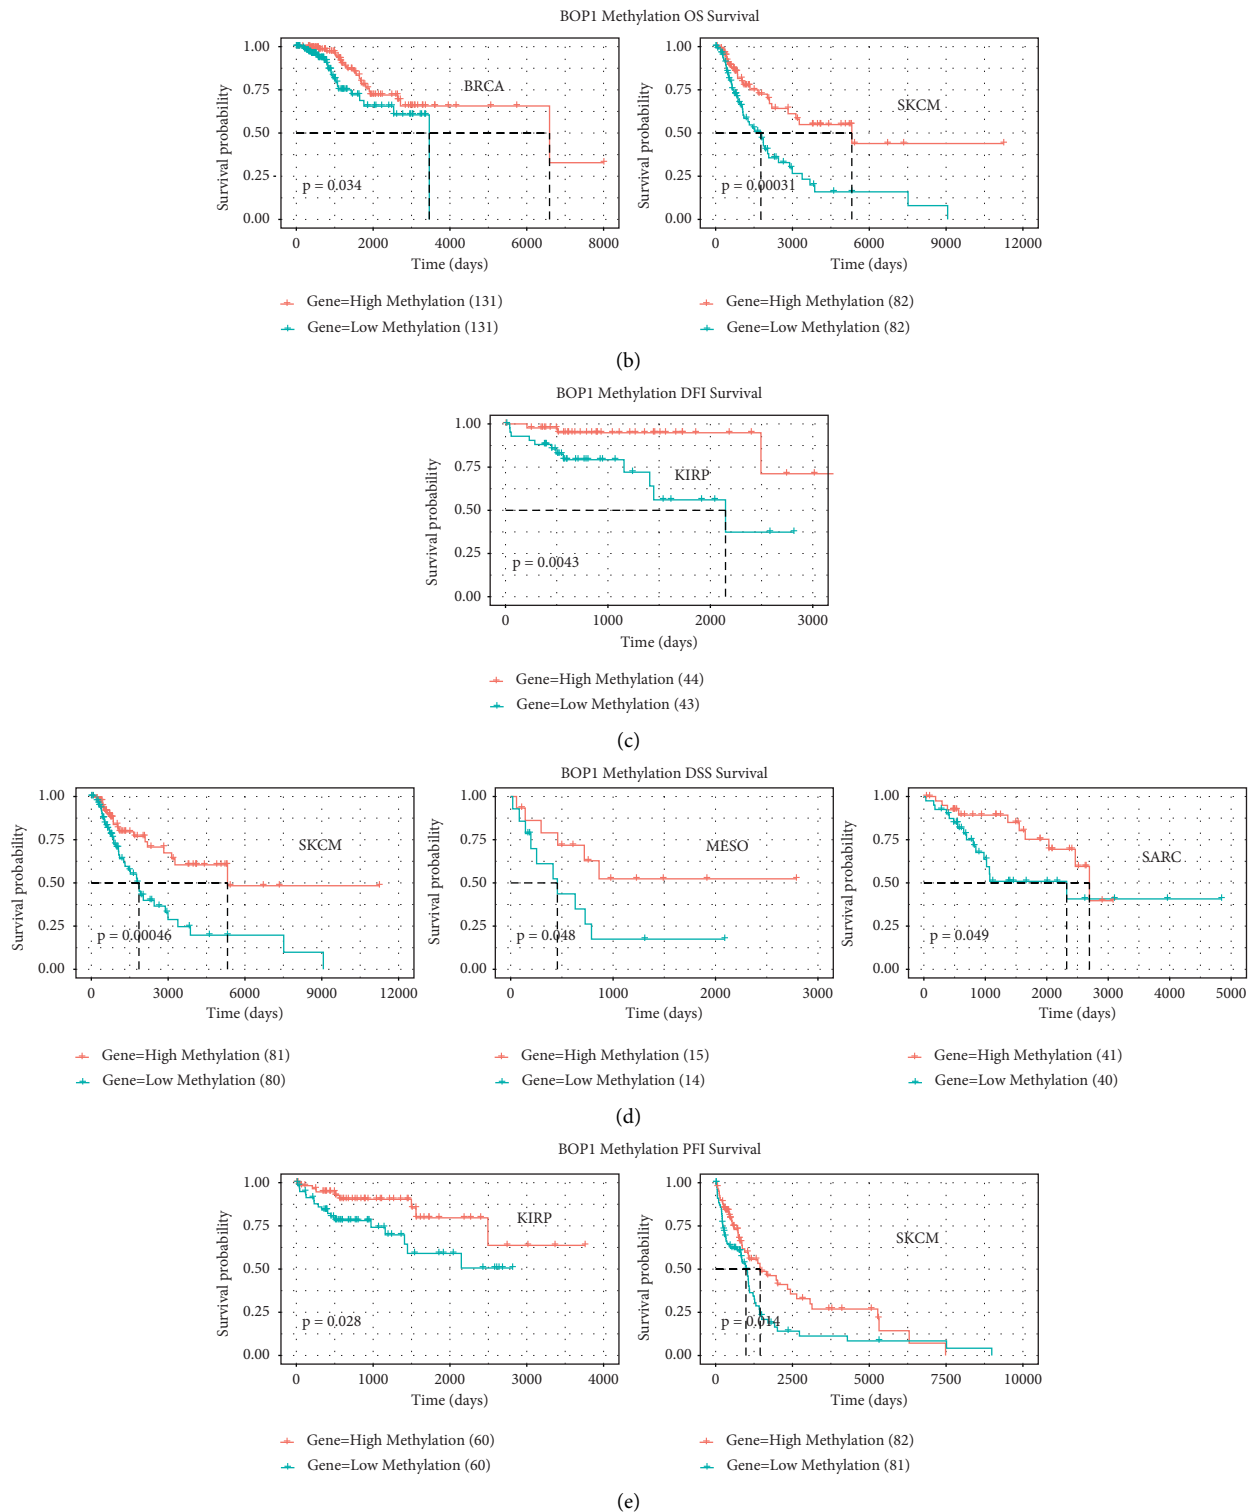 BOP1 Methylation OS Survival
Survival probability
1.00
0.75
0.50
0.25
0.00
BRCA
p = 0.034
0 2000 4000 6000 8000
Time (days)
Gene=High Methylation (131)
Gene=Low Methylation (131)
Survival probability
1.00
0.75
0.50
0.25
0.00
SKCM
p = 0.00031
0 3000 6000 9000 12000
Time (days)
Gene=High Methylation (82)
Gene=Low Methylation (82)
(b)
BOP1 Methylation DFI Survival
Survival probability
1.00
0.75
0.50
0.25
0.00
KIRP
p = 0.0043
0 1000 2000 3000
Time (days)
Gene=High Methylation (44)
Gene=Low Methylation (43)
(c)
BOP1 Methylation DSS Survival
Survival probability
1.00
0.75
0.50
0.25
0.00
SKCM
p = 0.00046
0 3000 6000 9000 12000
Time (days)
Gene=High Methylation (81)
Gene=Low Methylation (80)
Survival probability
1.00
0.75
0.50
0.25
0.00
MESO
p = 0.048
0 1000 2000 3000
Time (days)
Gene=High Methylation (15)
Gene=Low Methylation (14)
Survival probability
1.00
0.75
0.50
0.25
0.00
SARC
p = 0.049
0 1000 2000 3000 4000 5000
Time (days)
Gene=High Methylation (41)
Gene=Low Methylation (40)
(d)
BOP1 Methylation PFI Survival
Survival probability
1.00
0.75
0.50
0.25
0.00
KIRP
p = 0.028
0 1000 2000 3000 4000
Time (days)
Gene=High Methylation (60)
Gene=Low Methylation (60)
Survival probability
1.00
0.75
0.50
0.25
0.00
SKCM
p = 0.014
0 2500 5000 7500 10000
Time (days)
Gene=High Methylation (82)
Gene=Low Methylation (81)
(e)